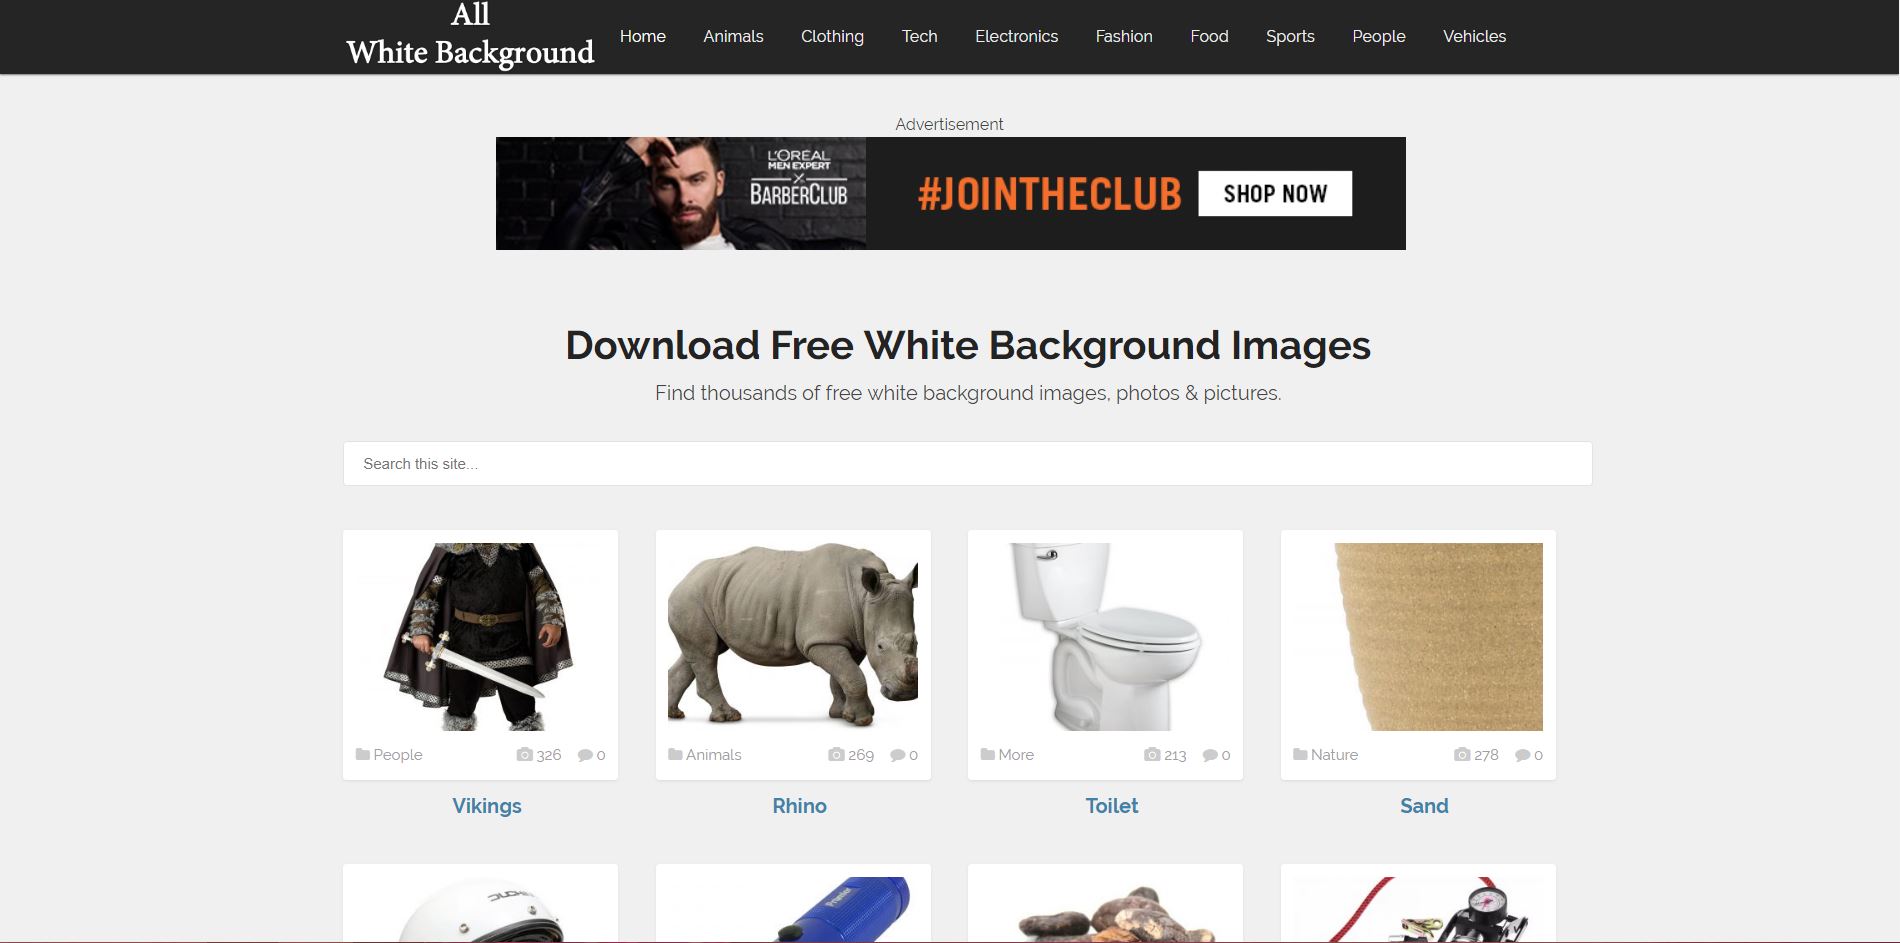 All
White Background
Home Animals Clothing Tech Electronics Fashion Food Sports People Vehicles
Advertisement
L'ORÉAL
MEN EXPERT
X
BARBERCLUB
#JOINTHECLUB
SHOP NOW
Download Free White Background Images
Find thousands of free white background images, photos & pictures.
Search this site...
People 326 0
Animals 269 0
More 213 0
Nature 278 0
Vikings
Rhino
Toilet
Sand